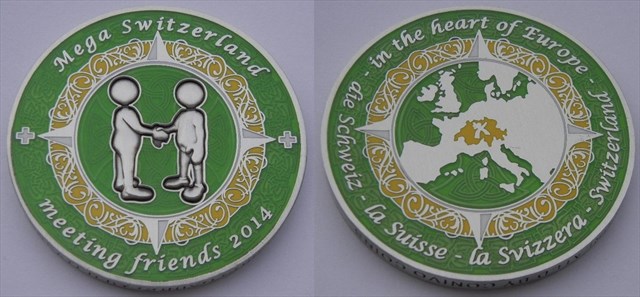 Mega Switzerland
meeting friends 2014
- in the heart of Europe -
die Schweiz - la Suisse - la Svizzera - Switzerland